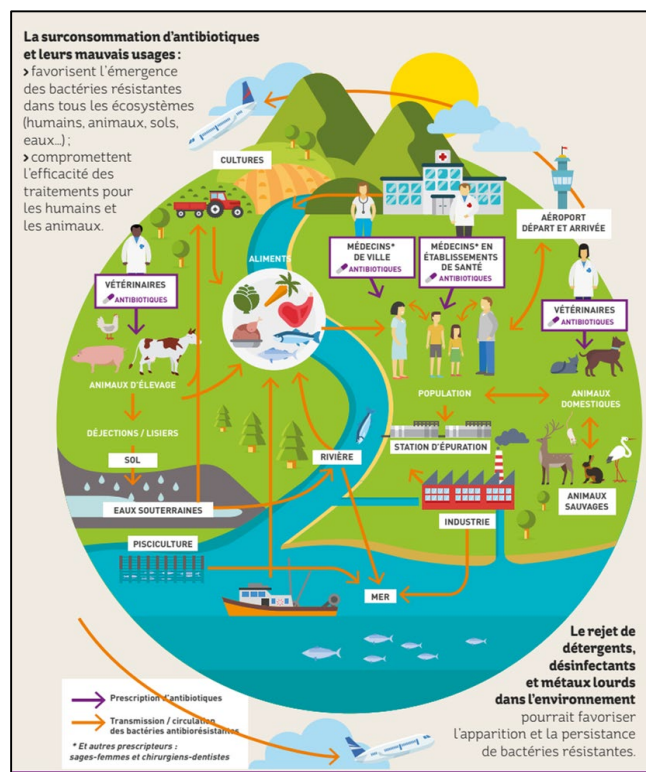 La surconsommation d'antibiotiques
et leurs mauvais usages :
› favorisent l'émergence
des bactéries résistantes
dans tous les écosystèmes
(humains, animaux, sols,
eaux...) ;
› compromettent
l'efficacité des
traitements pour
les humains et
les animaux.
CULTURES
AÉROPORT
DÉPART ET ARRIVÉE
MÉDECINS*
DE VILLE
ANTIBIOTIQUES
MÉDECINS* EN
ÉTABLISSEMENTS
DE SANTÉ
ANTIBIOTIQUES
ALIMENTS
VÉTÉRINAIRES
ANTIBIOTIQUES
VÉTÉRINAIRES
ANTIBIOTIQUES
ANIMAUX D'ÉLEVAGE
POPULATION
ANIMAUX
DOMESTIQUES
DÉJECTIONS / LISIERS
STATION D'ÉPURATION
SOL
RIVIÈRE
ANIMAUX
SAUVAGES
EAUX SOUTERRAINES
INDUSTRIE
PISCICULTURE
MER
Le rejet de
détergents,
désinfectants
et métaux lourds
dans l'environnement
pourrait favoriser
l'apparition et la persistance
de bactéries résistantes.
Prescription d'antibiotiques
Transmission / circulation
des bactéries antibiorésistantes
* Et autres prescripteurs :
sages-femmes et chirurgiens-dentistes